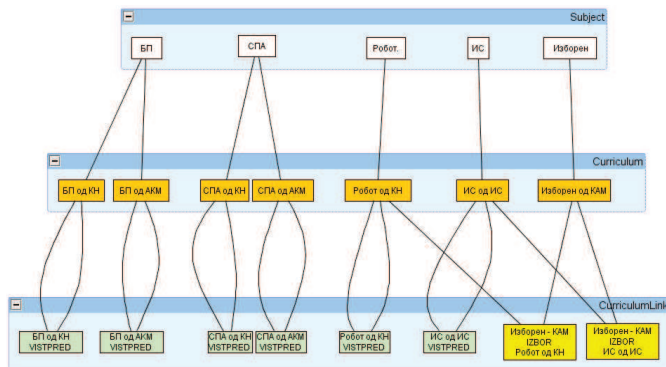 Subject
БП
СПА
Робот.
ИС
Изборен
Curriculum
БП од КН
БП од АКМ
СПА од КН
СПА од АКМ
Робот од КН
ИС од ИС
Изборен од КАМ
CurriculumLink
БП од КН
VISTPRED
БП од АКМ
VISTPRED
СПА од КН
VISTPRED
СПА од АКМ
VISTPRED
Робот од КН
VISTPRED
ИС од ИС
VISTPRED
Изборен - КАМ
IZBOR
Робот од КН
Изборен - КАМ
IZBOR
ИС од ИС